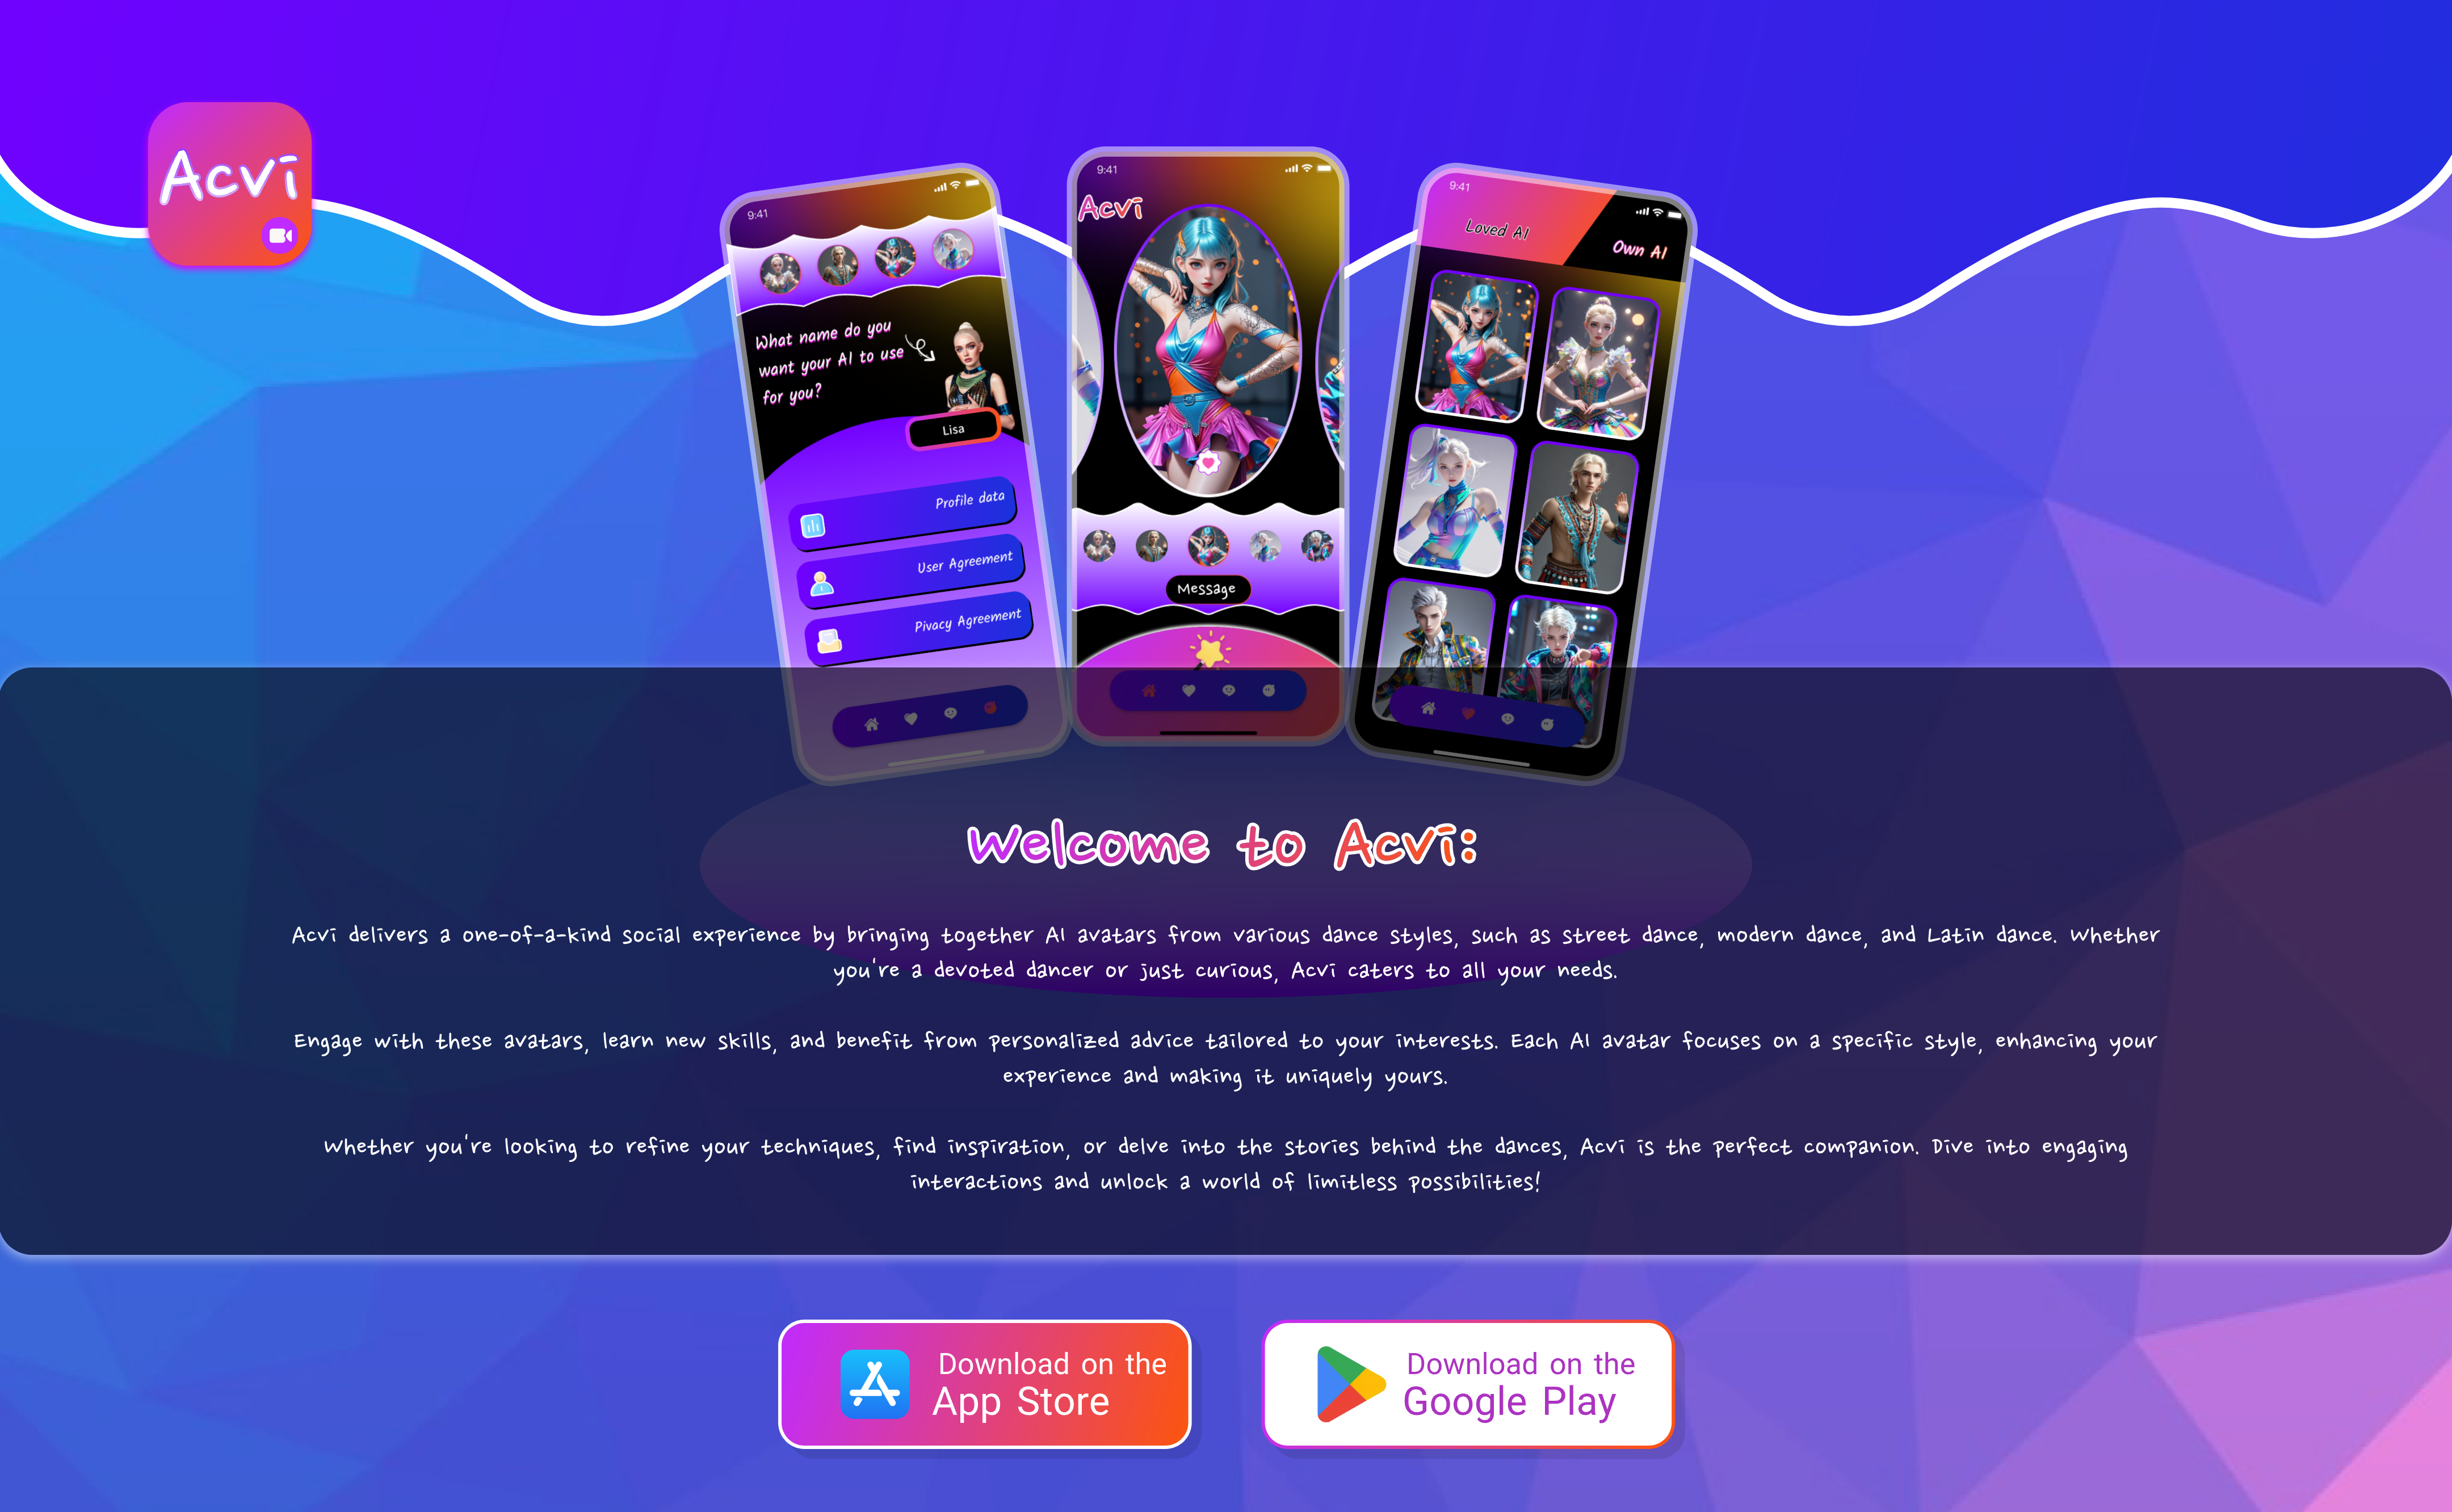 Acvi
9:41
What name do you
want your AI to use
for you?
Lisa
Profile data
User Agreement
Pivacy Agreement
9:41
Acvi
Message
9:41
Loved AI
Own AI
Welcome to Acvi:
Acvi delivers a one-of-a-kind social experience by bringing together AI avatars from various dance styles, such as street dance, modern dance, and Latin dance. Whether
you're a devoted dancer or just curious, Acvi caters to all your needs.
Engage with these avatars, learn new skills, and benefit from personalized advice tailored to your interests. Each AI avatar focuses on a specific style, enhancing your
experience and making it uniquely yours.
Whether you're looking to refine your techniques, find inspiration, or delve into the stories behind the dances, Acvi is the perfect companion. Dive into engaging
interactions and unlock a world of limitless possibilities!
Download on the
App Store
Download on the
Google Play